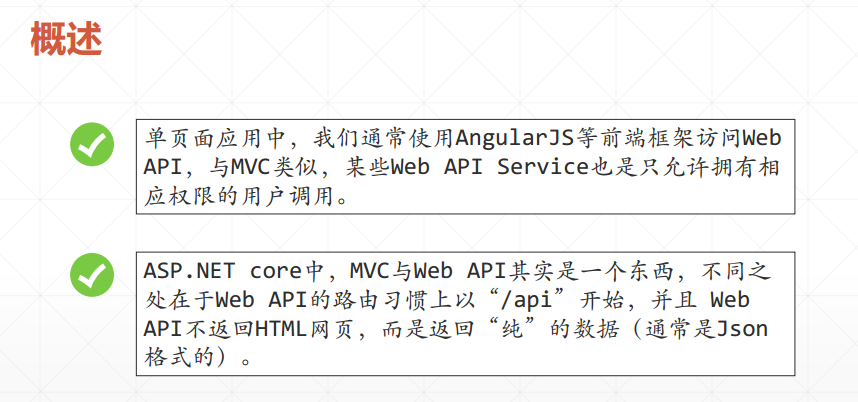 概述
单页面应用中，我们通常使用AngularJS等前端框架访问Web
API，与MVC类似，某些Web API Service也是只允许拥有相
应权限的用户调用。
ASP.NET core中，MVC与Web API其实是一个东西，不同之
处在于Web API的路由习惯上以“/api”开始，并且 Web
API不返回HTML网页，而是返回“纯”的数据（通常是Json
格式的）。